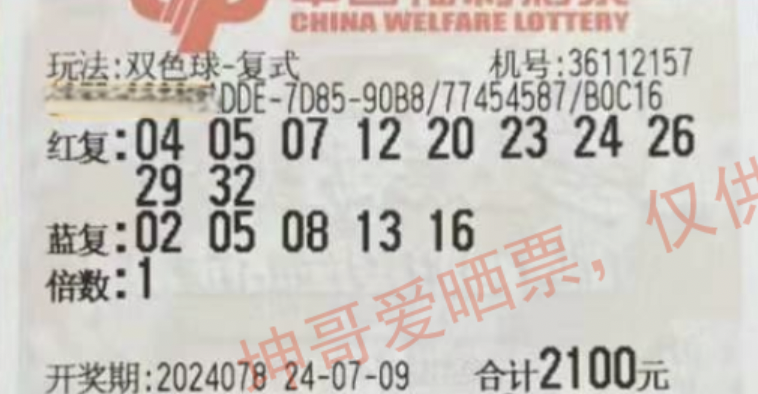 CHINA WELFARE LOTTERY
玩法:双色球-复式 机号:36112157
DDE-7D85-90B8/77454587/B0C16
红复:04 05 07 12 20 23 24 26
29 32
蓝复:02 05 08 13 16
倍数:1
坤哥爱晒票，仅供
开奖期:2024078 24-07-09 合计2100元